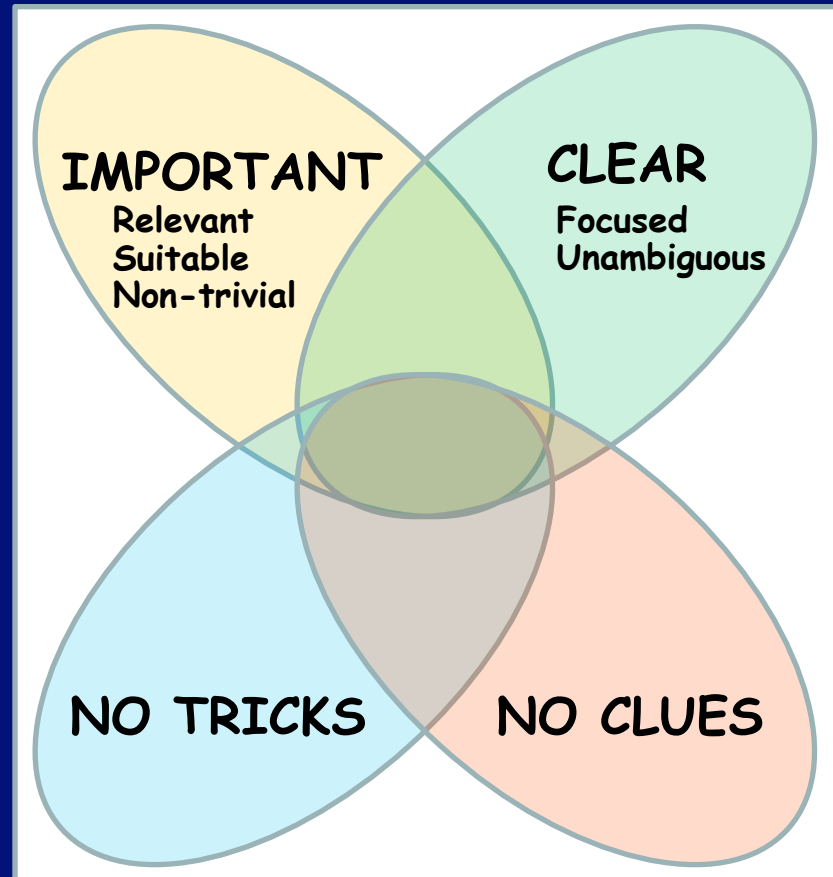 IMPORTANT
Relevant
Suitable
Non-trivial
CLEAR
Focused
Unambiguous
NO TRICKS
NO CLUES